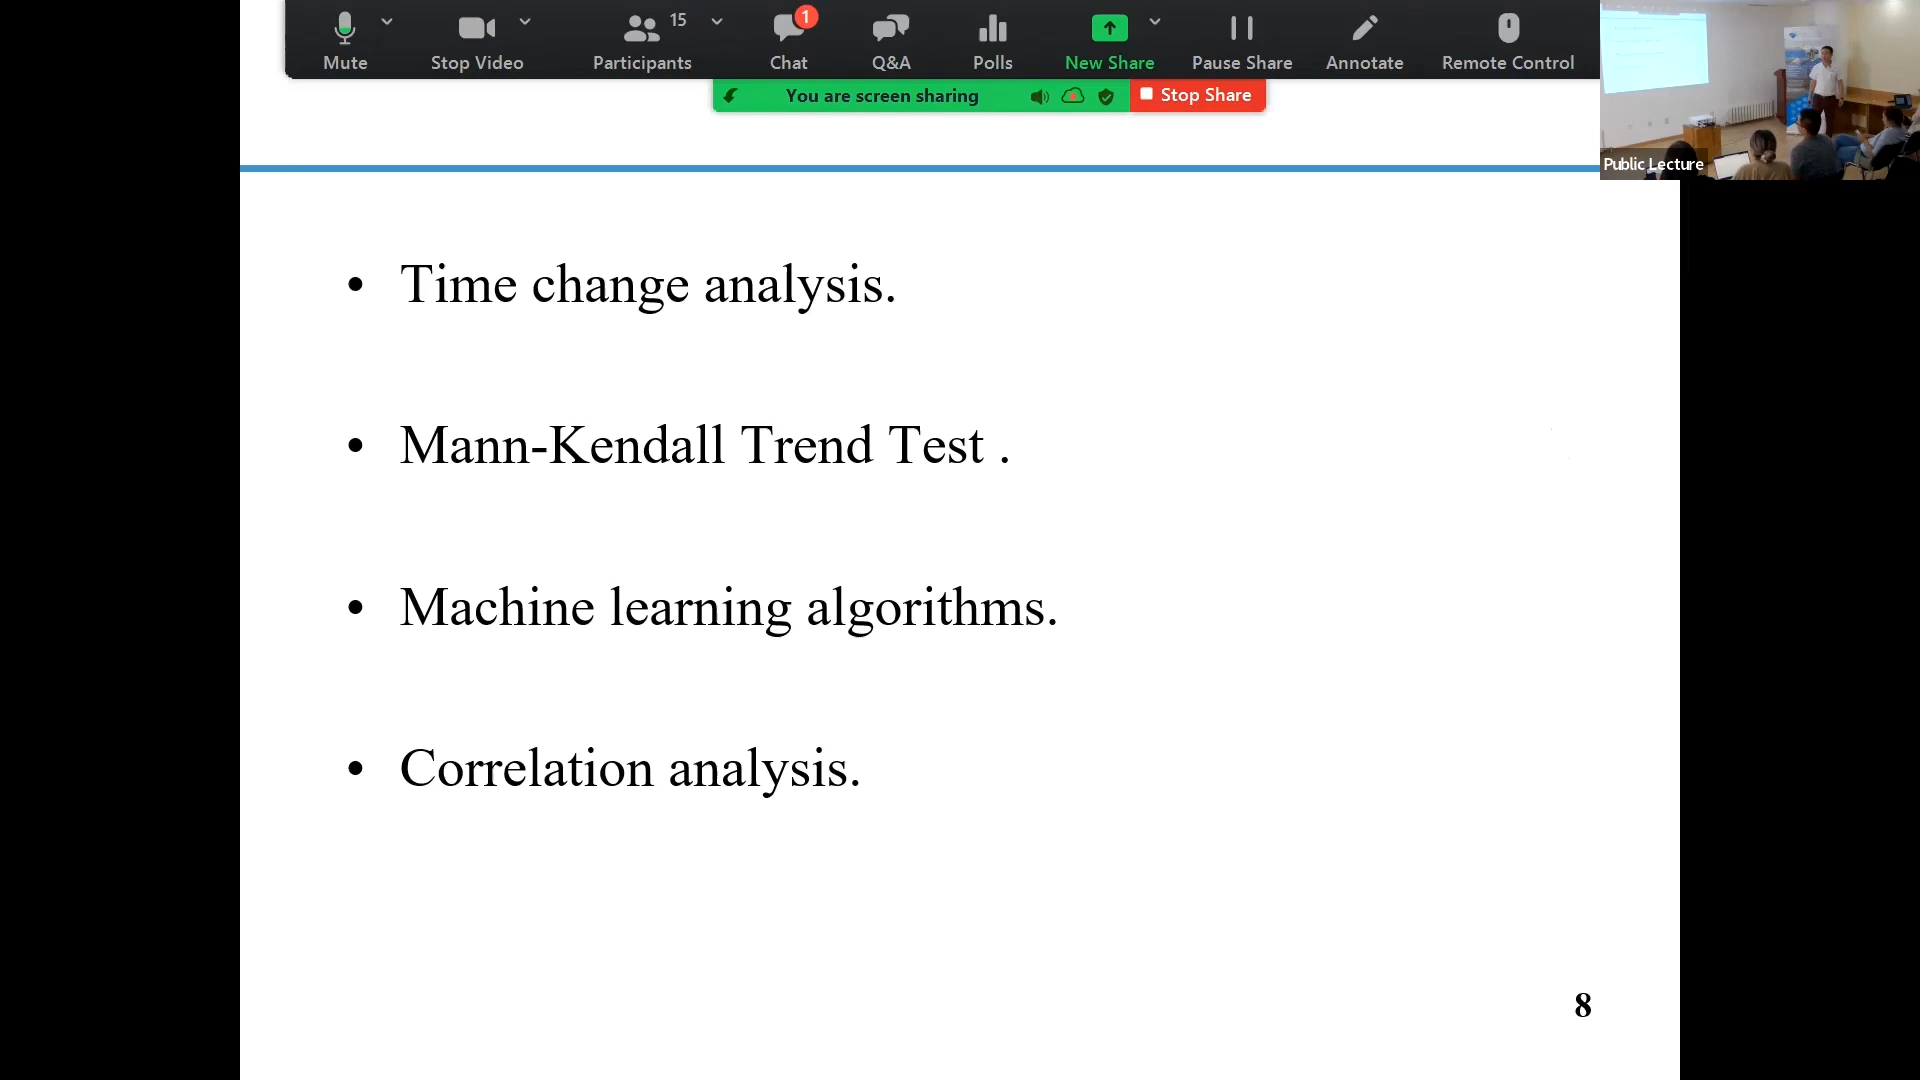 15
1
Mute
Stop Video
Participants
Chat
Q&A
Polls
New Share
Pause Share
Annotate
Remote Control
You are screen sharing
Stop Share
Public Lecture
• Time change analysis.
• Mann-Kendall Trend Test .
• Machine learning algorithms.
• Correlation analysis.
8